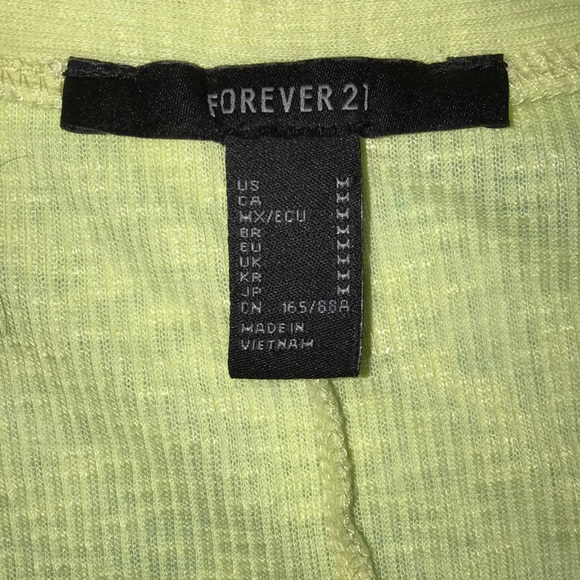 FOREVER 21
US M
CA M
MX/ECU M
BR M
EU M
UK M
KR M
JP M
CN 165/88A
MADE IN
VIETNAM